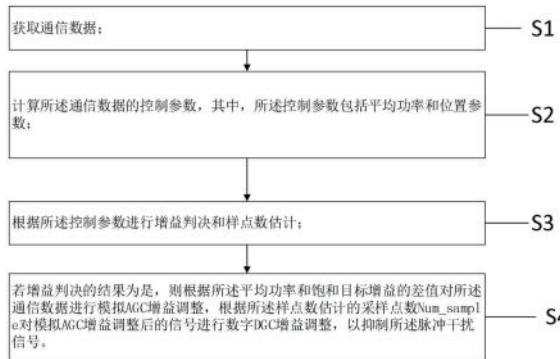 获取通信数据;
S1
计算所述通信数据的控制参数，其中，所述控制参数包括平均功率和位置参
数;
S2
根据所述控制参数进行增益判决和样点数估计;
S3
若增益判决的结果为是，则根据所述平均功率和饱和目标增益的差值对所述
通信数据进行模拟AGC增益调整，根据所述样点数估计的采样点数Num_sampl
e对模拟AGC增益调整后的信号进行数字DGC增益调整，以抑制所述脉冲干扰
信号。
S4